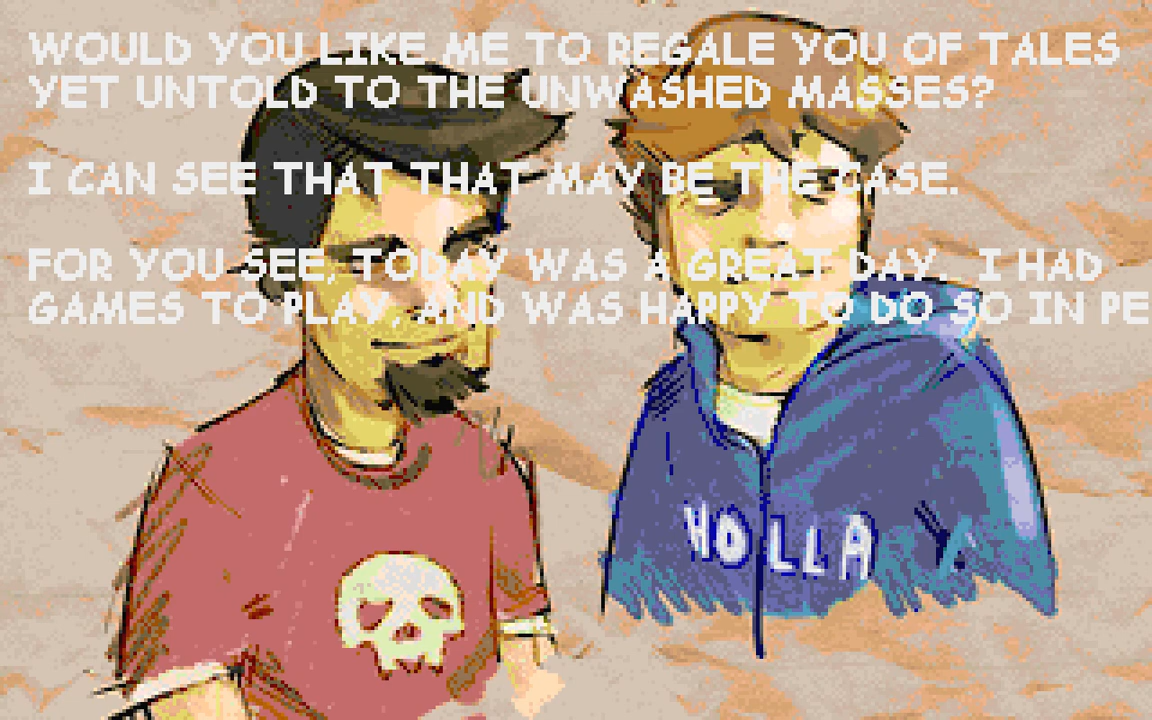 WOULD YOU LIKE ME TO REGALE YOU OF TALES
YET UNTOLD TO THE UNWASHED MASSES?
I CAN SEE THAT THAT MAY BE THE CASE.
FOR YOU SEE, TODAY WAS A GREAT DAY. I HAD
GAMES TO PLAY, AND WAS HAPPY TO DO SO IN PE
HOLLA